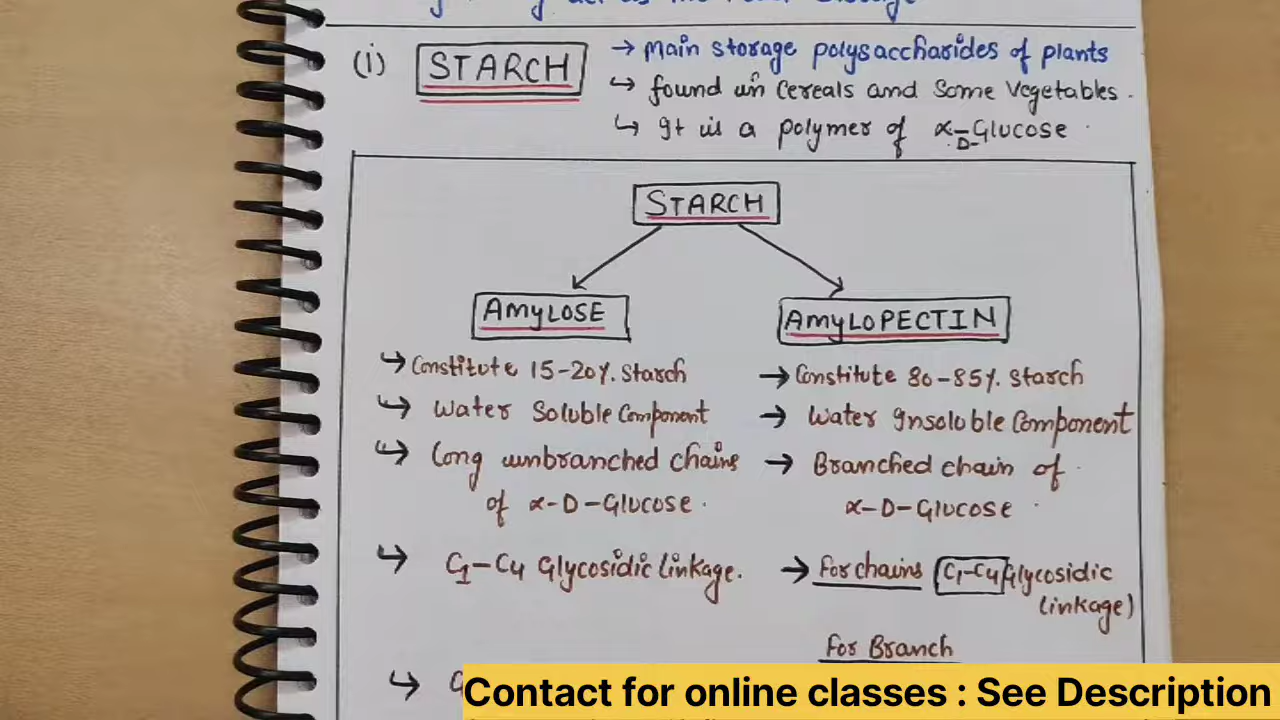 (i) STARCH → Main storage polysaccharides of plants
↳ found in Cereals and Some Vegetables.
↳ It is a polymer of α-D-Glucose
STARCH
AMYLOSE
↳ Constitute 15-20% Starch
↳ Water Soluble Component
↳ Long unbranched chains
of α-D-Glucose.
↳ C1-C4 Glycosidic linkage.
AMYLOPECTIN
→ Constitute 80-85% Starch
→ Water Insoluble Component
→ Branched chain of
α-D-Glucose
→ For chains (C1-C4 Glycosidic
linkage)
For Branch
Contact for online classes : See Description